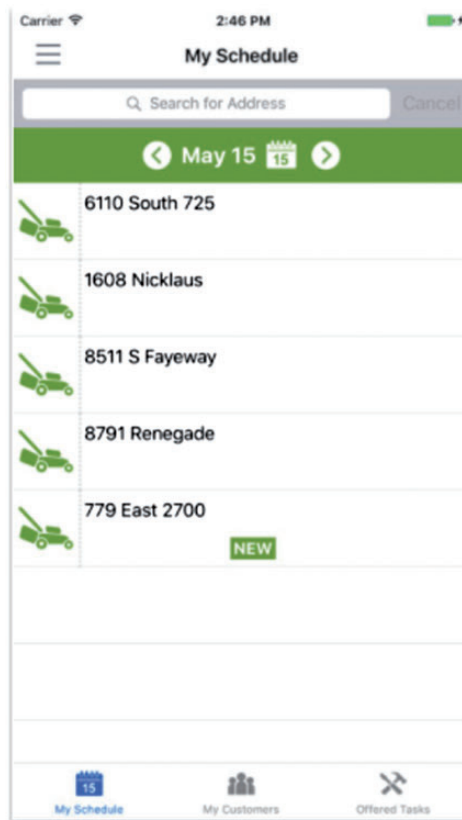 Carrier 2:46 PM
My Schedule
Search for Address Cancel
May 15 15
6110 South 725
1608 Nicklaus
8511 S Fayeway
8791 Renegade
779 East 2700
NEW
15
My Schedule My Customers Offered Tasks